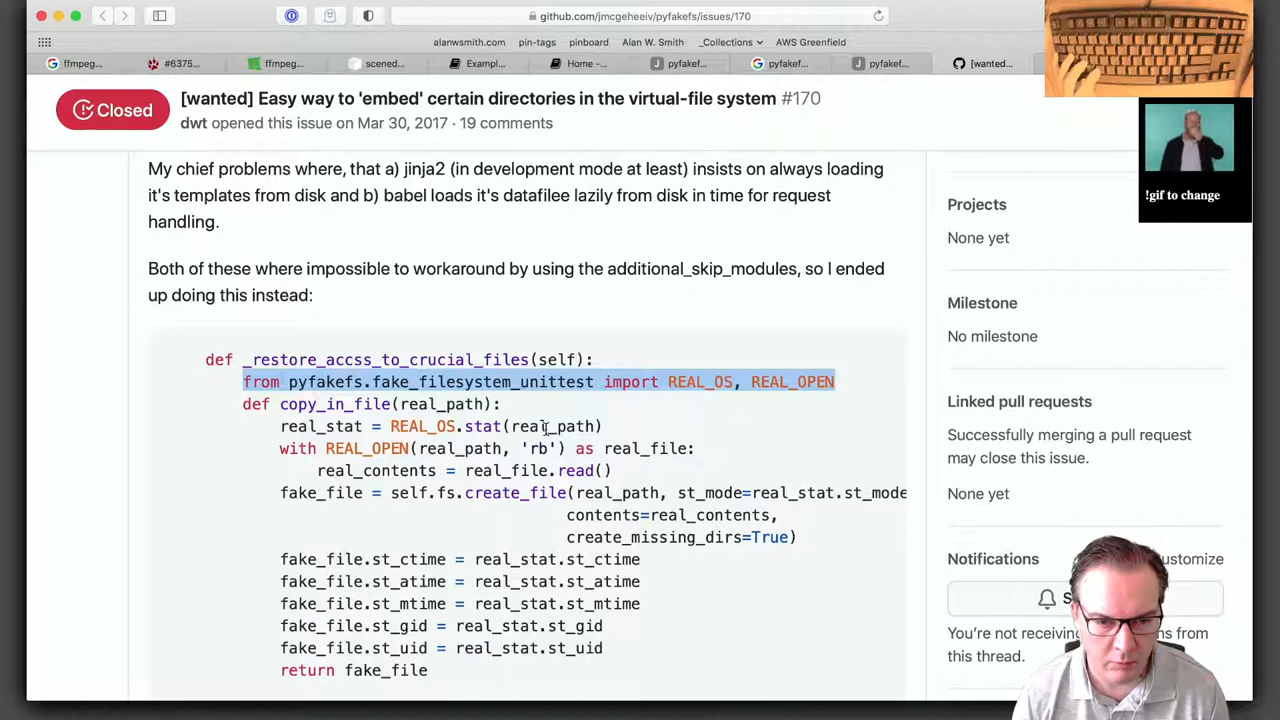 github.com/jmcgeheeiv/pyfakefs/issues/170
alanwsmith.com pin-tags pinboard Alan W. Smith _Collections AWS Greenfield
ffmpeg... #6375... ffmpeg... scened... Exampl... Home -... pyfakef... pyfakef... pyfakef... [wanted...
Closed
[wanted] Easy way to 'embed' certain directories in the virtual-file system #170
dwt opened this issue on Mar 30, 2017 · 19 comments
My chief problems where, that a) jinja2 (in development mode at least) insists on always loading
it's templates from disk and b) babel loads it's datafilee lazily from disk in time for request
handling.
Both of these where impossible to workaround by using the additional_skip_modules, so I ended
up doing this instead:
def _restore_accss_to_crucial_files(self):
from pyfakefs.fake_filesystem_unittest import REAL_OS, REAL_OPEN
def copy_in_file(real_path):
real_stat = REAL_OS.stat(real_path)
with REAL_OPEN(real_path, 'rb') as real_file:
real_contents = real_file.read()
fake_file = self.fs.create_file(real_path, st_mode=real_stat.st_mode
contents=real_contents,
create_missing_dirs=True)
fake_file.st_ctime = real_stat.st_ctime
fake_file.st_atime = real_stat.st_atime
fake_file.st_mtime = real_stat.st_mtime
fake_file.st_gid = real_stat.st_gid
fake_file.st_uid = real_stat.st_uid
return fake_file
!gif to change
Projects
None yet
Milestone
No milestone
Linked pull requests
Successfully merging a pull request
may close this issue.
None yet
Notifications
You're not receiving from
this thread.